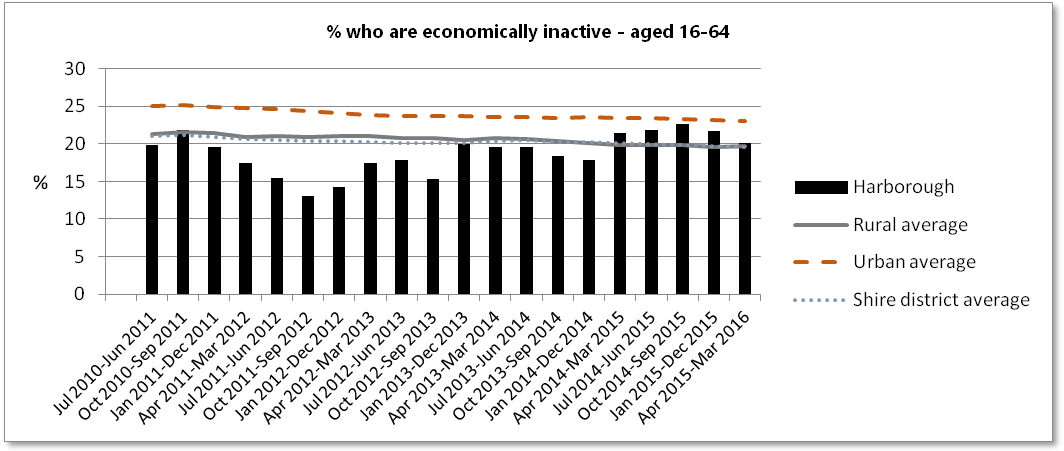 % who are economically inactive - aged 16-64
30
25
20
15
10
5
0
%
Jul 2010-Jun 2011
Oct 2010-Sep 2011
Jan 2011-Dec 2011
Apr 2011-Mar 2012
Jul 2011-Jun 2012
Oct 2011-Sep 2012
Jan 2012-Dec 2012
Apr 2012-Mar 2013
Jul 2012-Jun 2013
Oct 2012-Sep 2013
Jan 2013-Dec 2013
Apr 2013-Mar 2014
Jul 2013-Jun 2014
Oct 2013-Sep 2014
Jan 2014-Dec 2014
Apr 2014-Mar 2015
Jul 2014-Jun 2015
Oct 2014-Sep 2015
Jan 2015-Dec 2015
Apr 2015-Mar 2016
Harborough
Rural average
Urban average
Shire district average